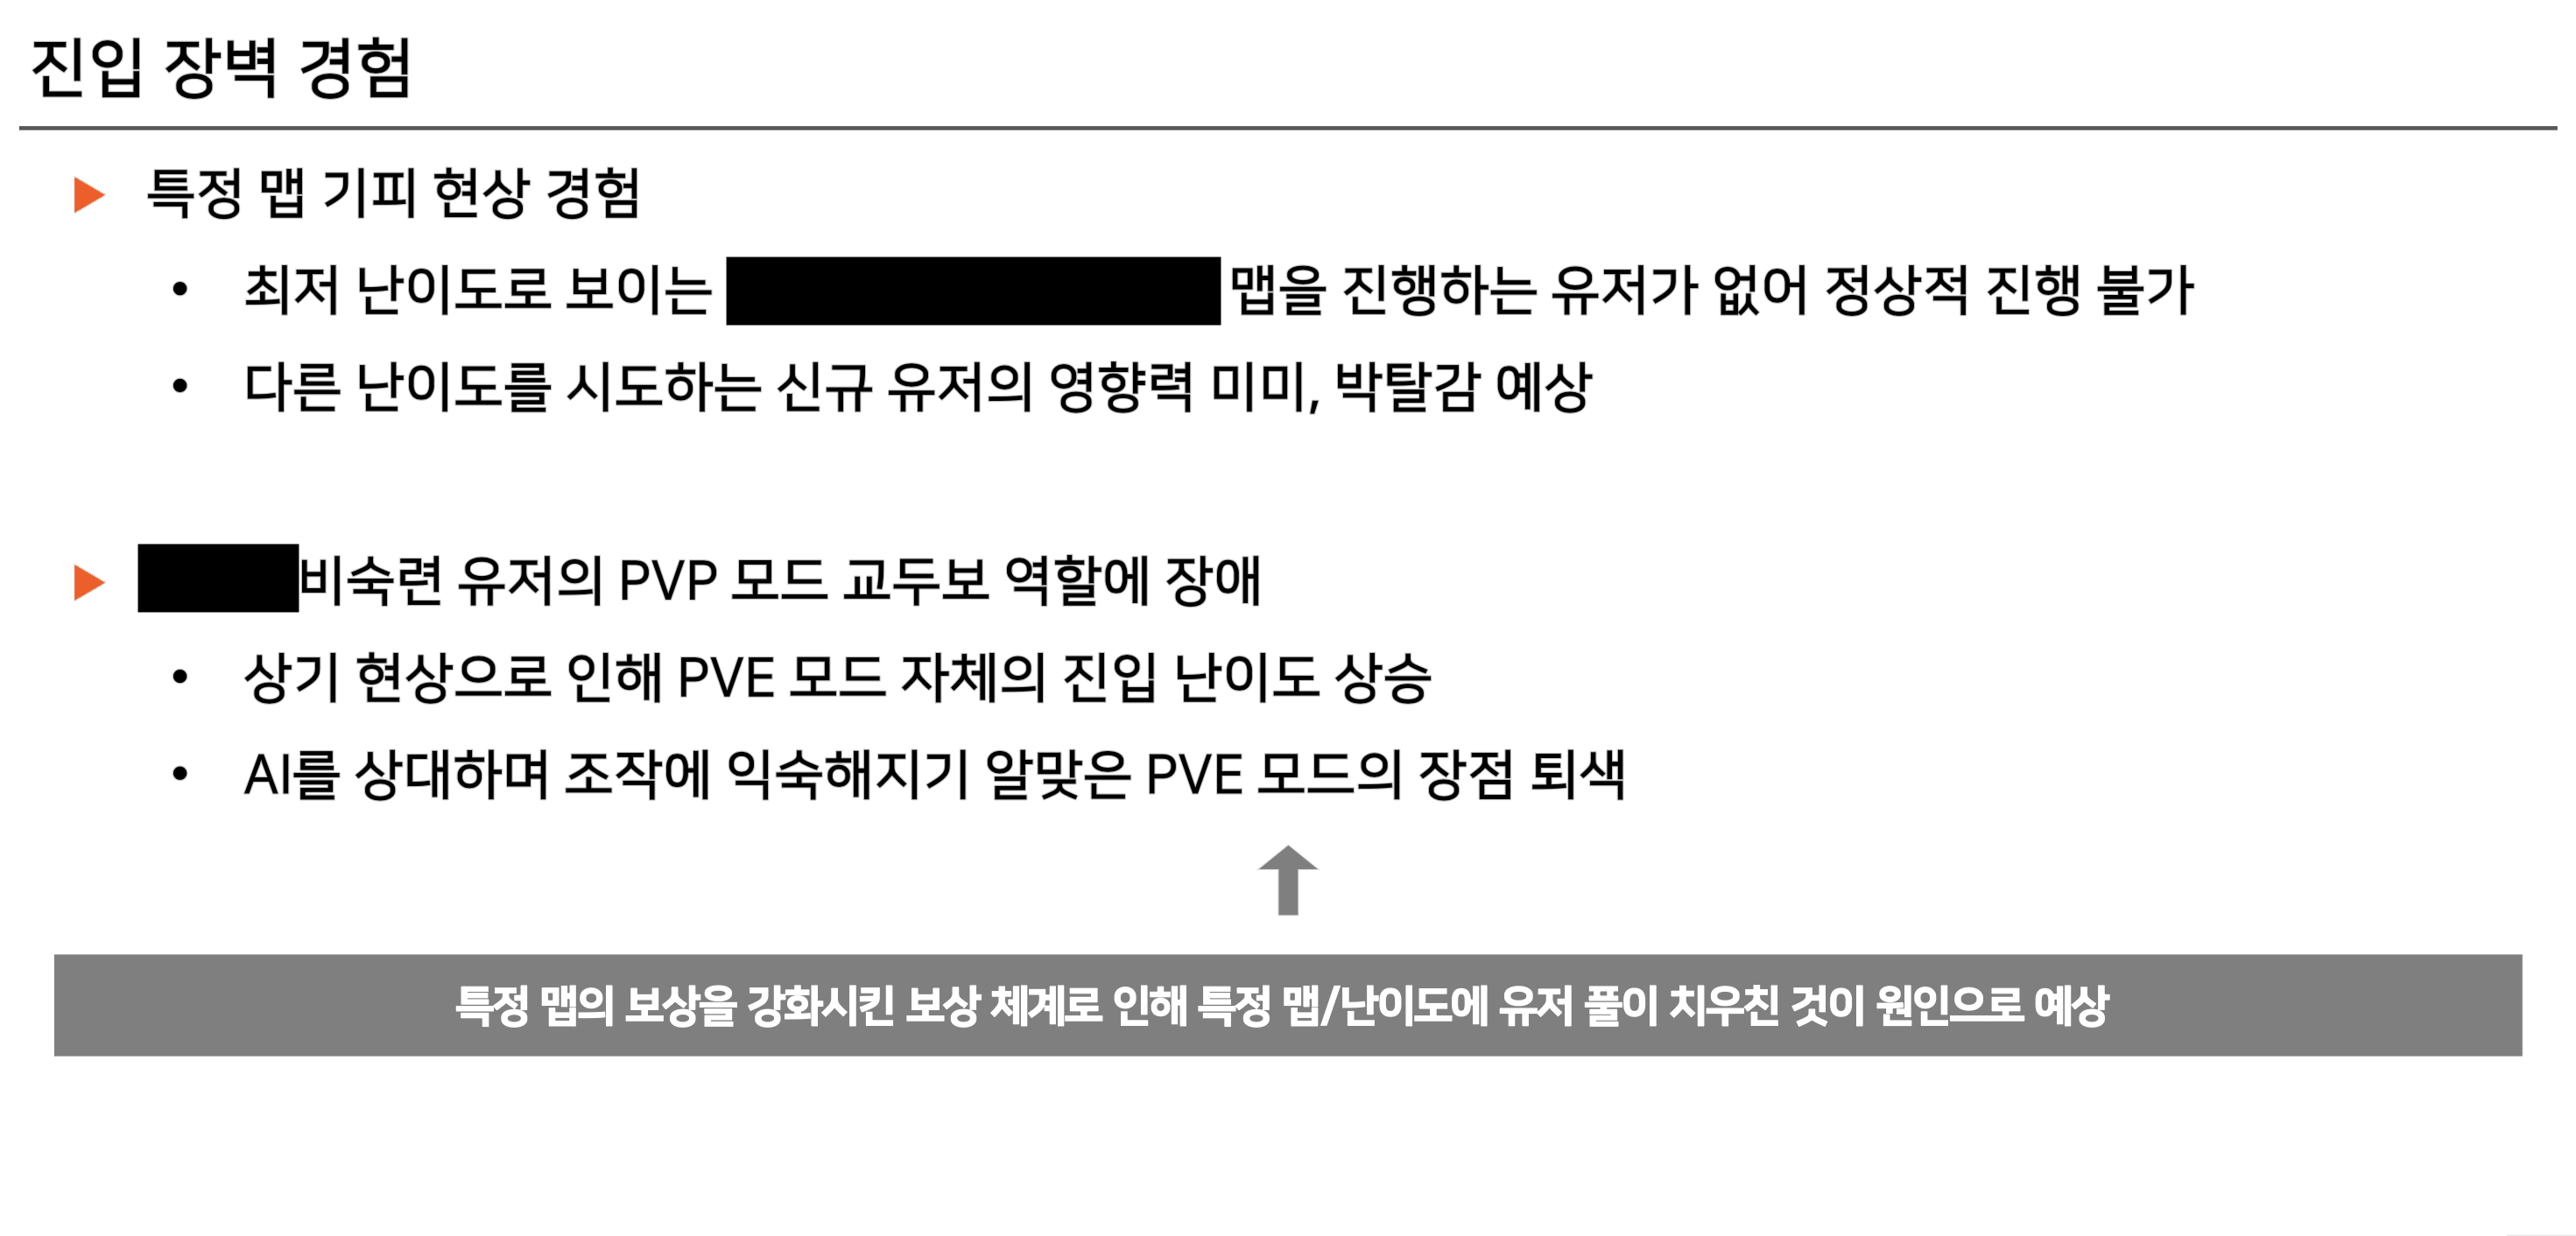 진입 장벽 경험
특정 맵 기피 현상 경험
• 최저 난이도로 보이는 맵을 진행하는 유저가 없어 정상적 진행 불가
• 다른 난이도를 시도하는 신규 유저의 영향력 미미, 박탈감 예상
비숙련 유저의 PVP 모드 교두보 역할에 장애
• 상기 현상으로 인해 PVE 모드 자체의 진입 난이도 상승
• AI를 상대하며 조작에 익숙해지기 알맞은 PVE 모드의 장점 퇴색
특정 맵의 보상을 강화시킨 보상 체계로 인해 특정 맵/난이도에 유저 풀이 치우친 것이 원인으로 예상